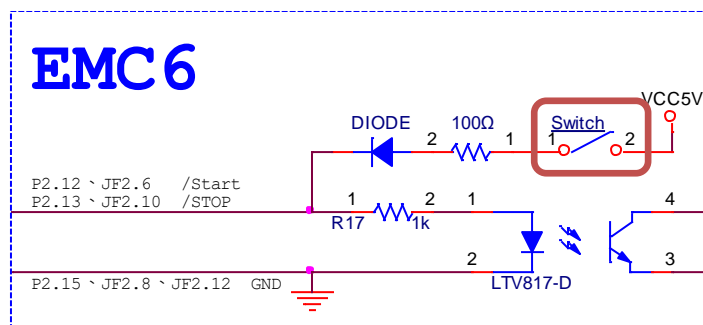 EMC6
VCC5V
DIODE 2 100Ω 1 1 Switch 2
P2.12、JF2.6 /Start
P2.13、JF2.10 /STOP
1 2 1 4
R17 1k
2 3
P2.15、JF2.8、JF2.12 GND LTV817-D